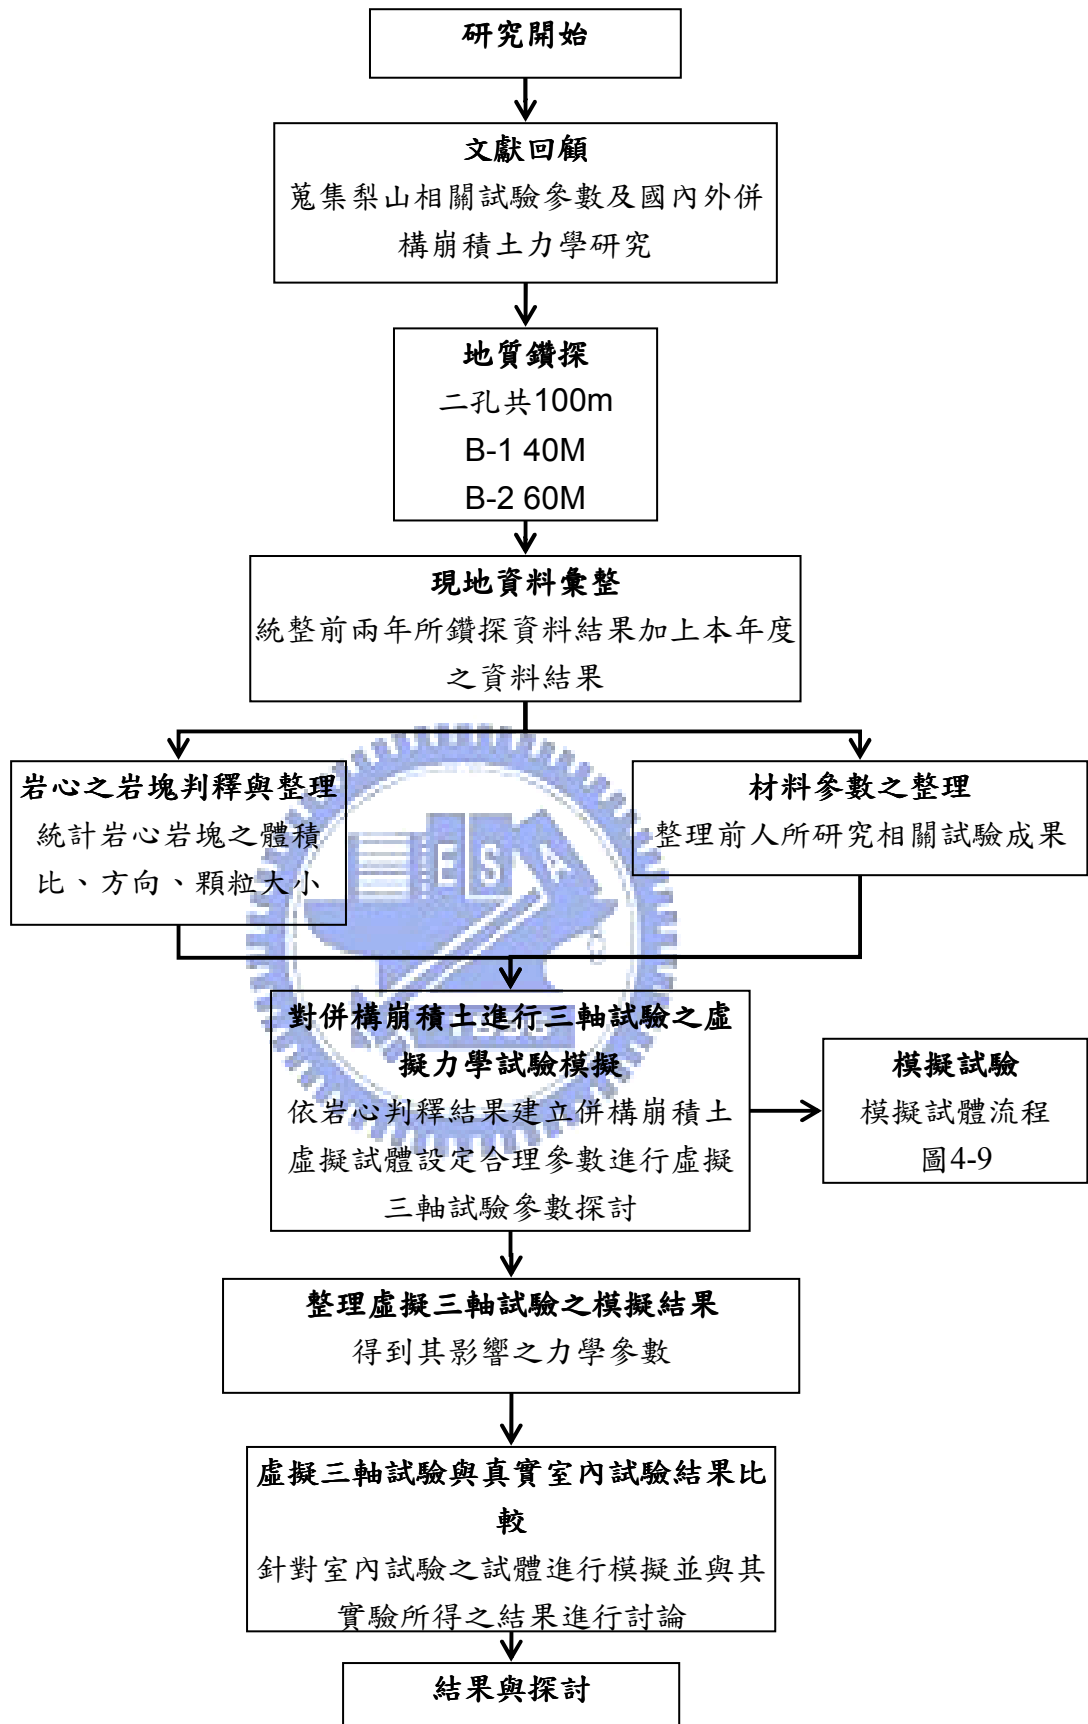 研究開始
文獻回顧
蒐集梨山相關試驗參數及國內外併
構崩積土力學研究
地質鑽探
二孔共100m
B-1 40M
B-2 60M
現地資料彙整
統整前兩年所鑽探資料結果加上本年度
之資料結果
岩心之岩塊判釋與整理
統計岩心岩塊之體積
比、方向、顆粒大小
材料參數之整理
整理前人所研究相關試驗成果
對併構崩積土進行三軸試驗之虛
擬力學試驗模擬
依岩心判釋結果建立併構崩積土
虛擬試體設定合理參數進行虛擬
三軸試驗參數探討
模擬試驗
模擬試體流程
圖4-9
整理虛擬三軸試驗之模擬結果
得到其影響之力學參數
虛擬三軸試驗與真實室內試驗結果比
較
針對室內試驗之試體進行模擬並與其
實驗所得之結果進行討論
結果與探討
E S A